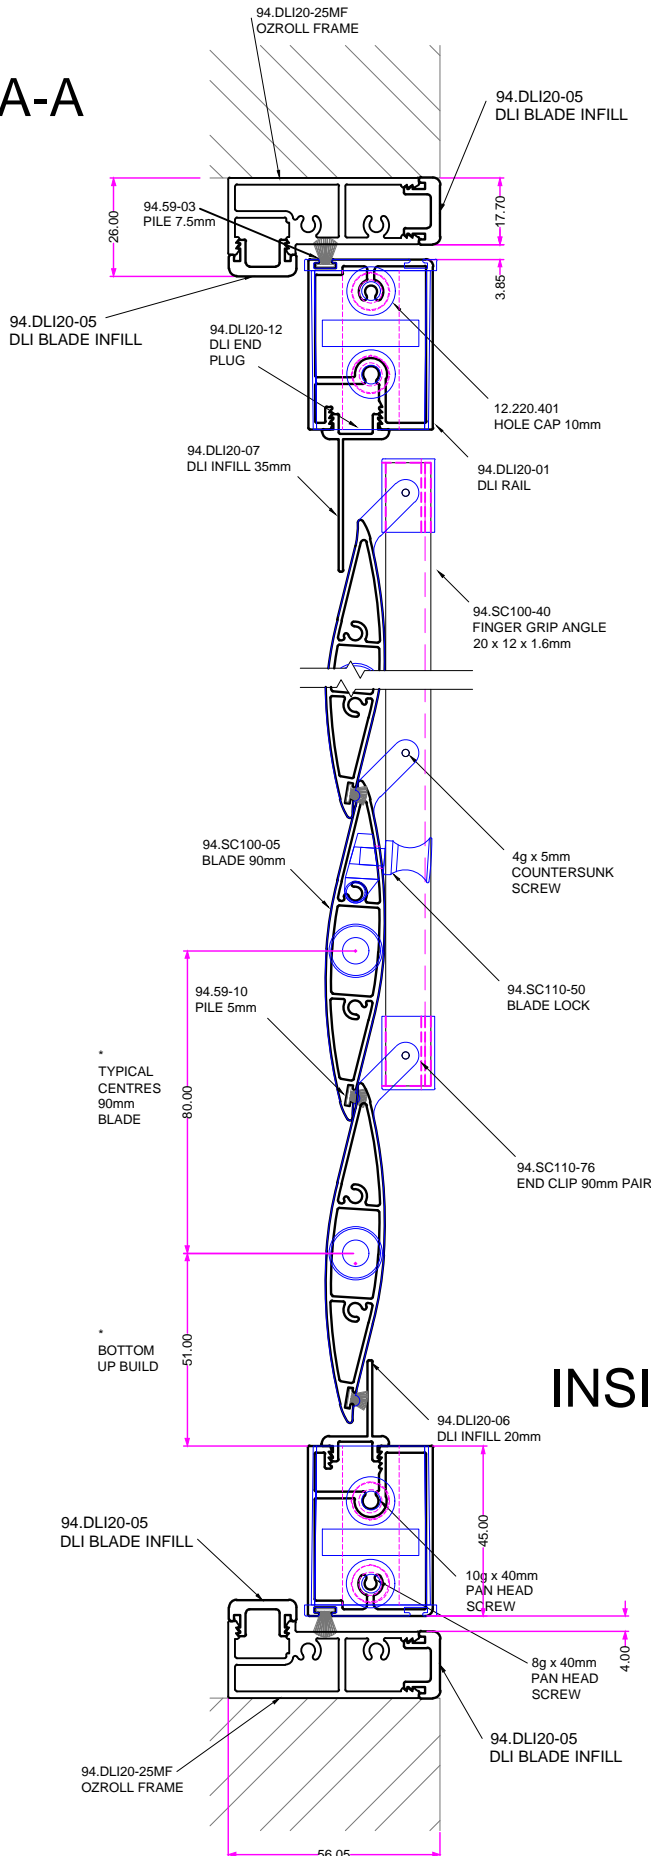 94.DLI20-25MF
OZROLL FRAME
A-A
94.DLI20-05
DLI BLADE INFILL
94.59-03
PILE 7.5mm
26.00
17.70
3.85
94.DLI20-05
DLI BLADE INFILL
94.DLI20-12
DLI END
PLUG
12.220.401
HOLE CAP 10mm
94.DLI20-07
DLI INFILL 35mm
94.DLI20-01
DLI RAIL
94.SC100-40
FINGER GRIP ANGLE
20 x 12 x 1.6mm
94.SC100-05
BLADE 90mm
4g x 5mm
COUNTERSUNK
SCREW
94.59-10
PILE 5mm
94.SC110-50
BLADE LOCK
*
TYPICAL
CENTRES
90mm
BLADE
80.00
94.SC110-76
END CLIP 90mm PAIR
*
BOTTOM
UP BUILD
51.00
INSI
94.DLI20-06
DLI INFILL 20mm
94.DLI20-05
DLI BLADE INFILL
45.00
10g x 40mm
PAN HEAD
SCREW
4.00
8g x 40mm
PAN HEAD
SCREW
94.DLI20-05
DLI BLADE INFILL
94.DLI20-25MF
OZROLL FRAME
56.05